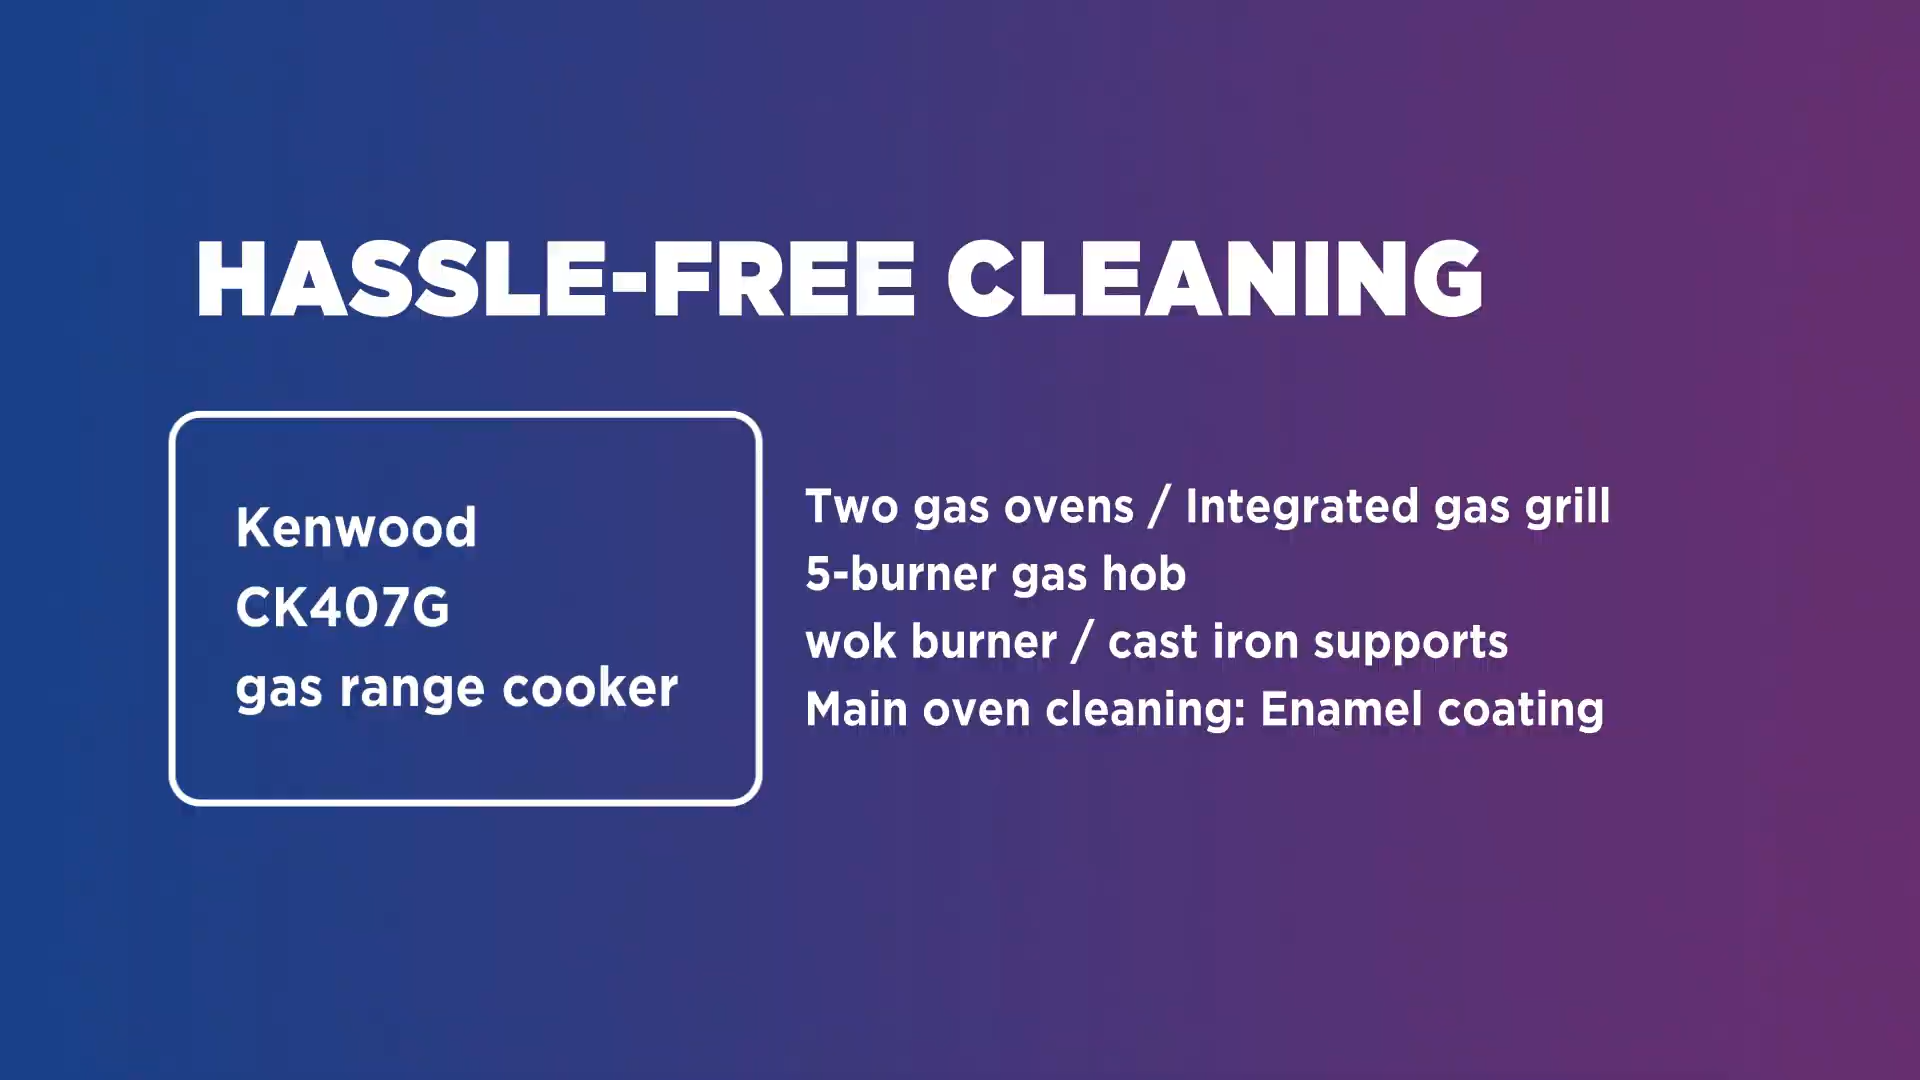 HASSLE-FREE CLEANING
Kenwood
CK407G
gas range cooker
Two gas ovens / Integrated gas grill
5-burner gas hob
wok burner / cast iron supports
Main oven cleaning: Enamel coating